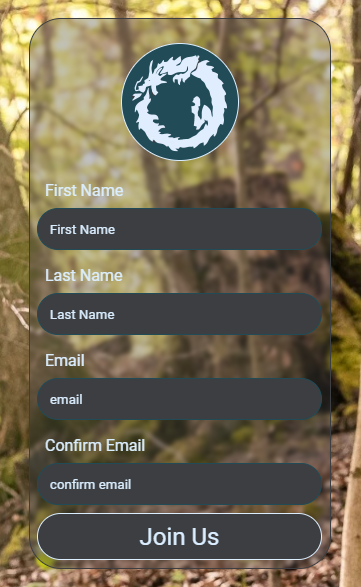 First Name
First Name
Last Name
Last Name
Email
email
Confirm Email
confirm email
Join Us